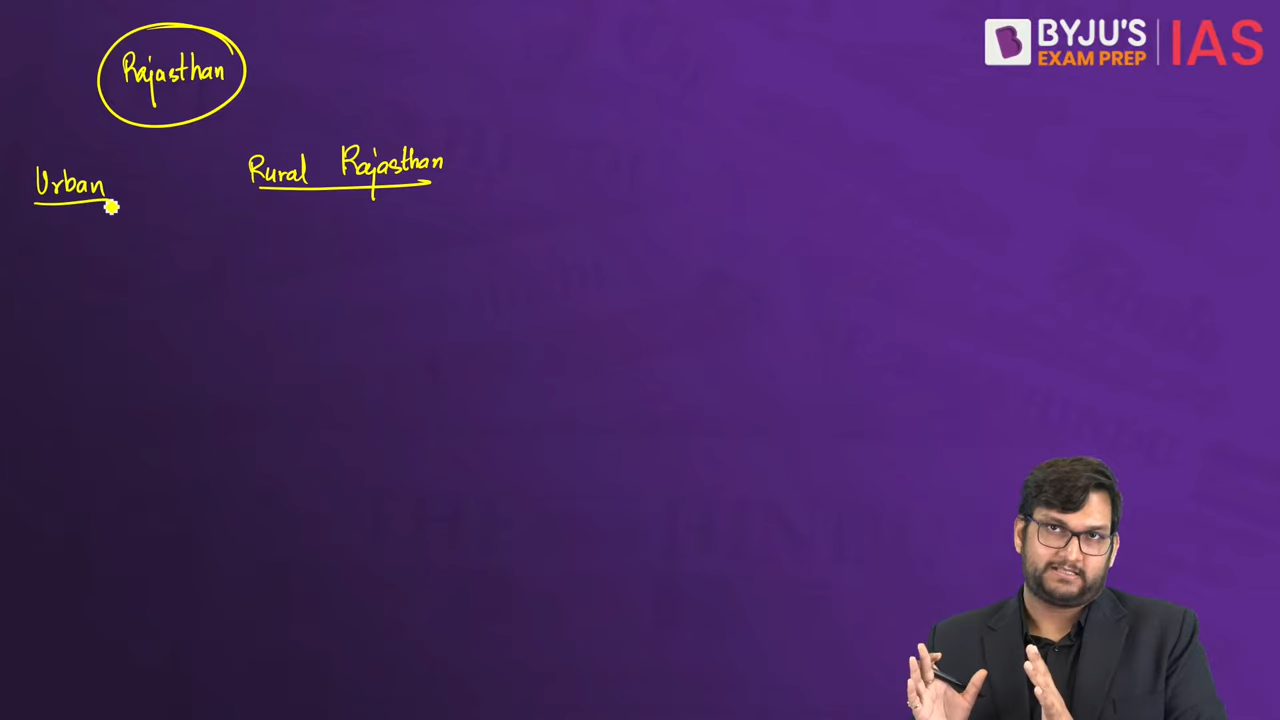 Rajasthan
BYJU'S
EXAM PREP
IAS
Urban
Rural Rajasthan